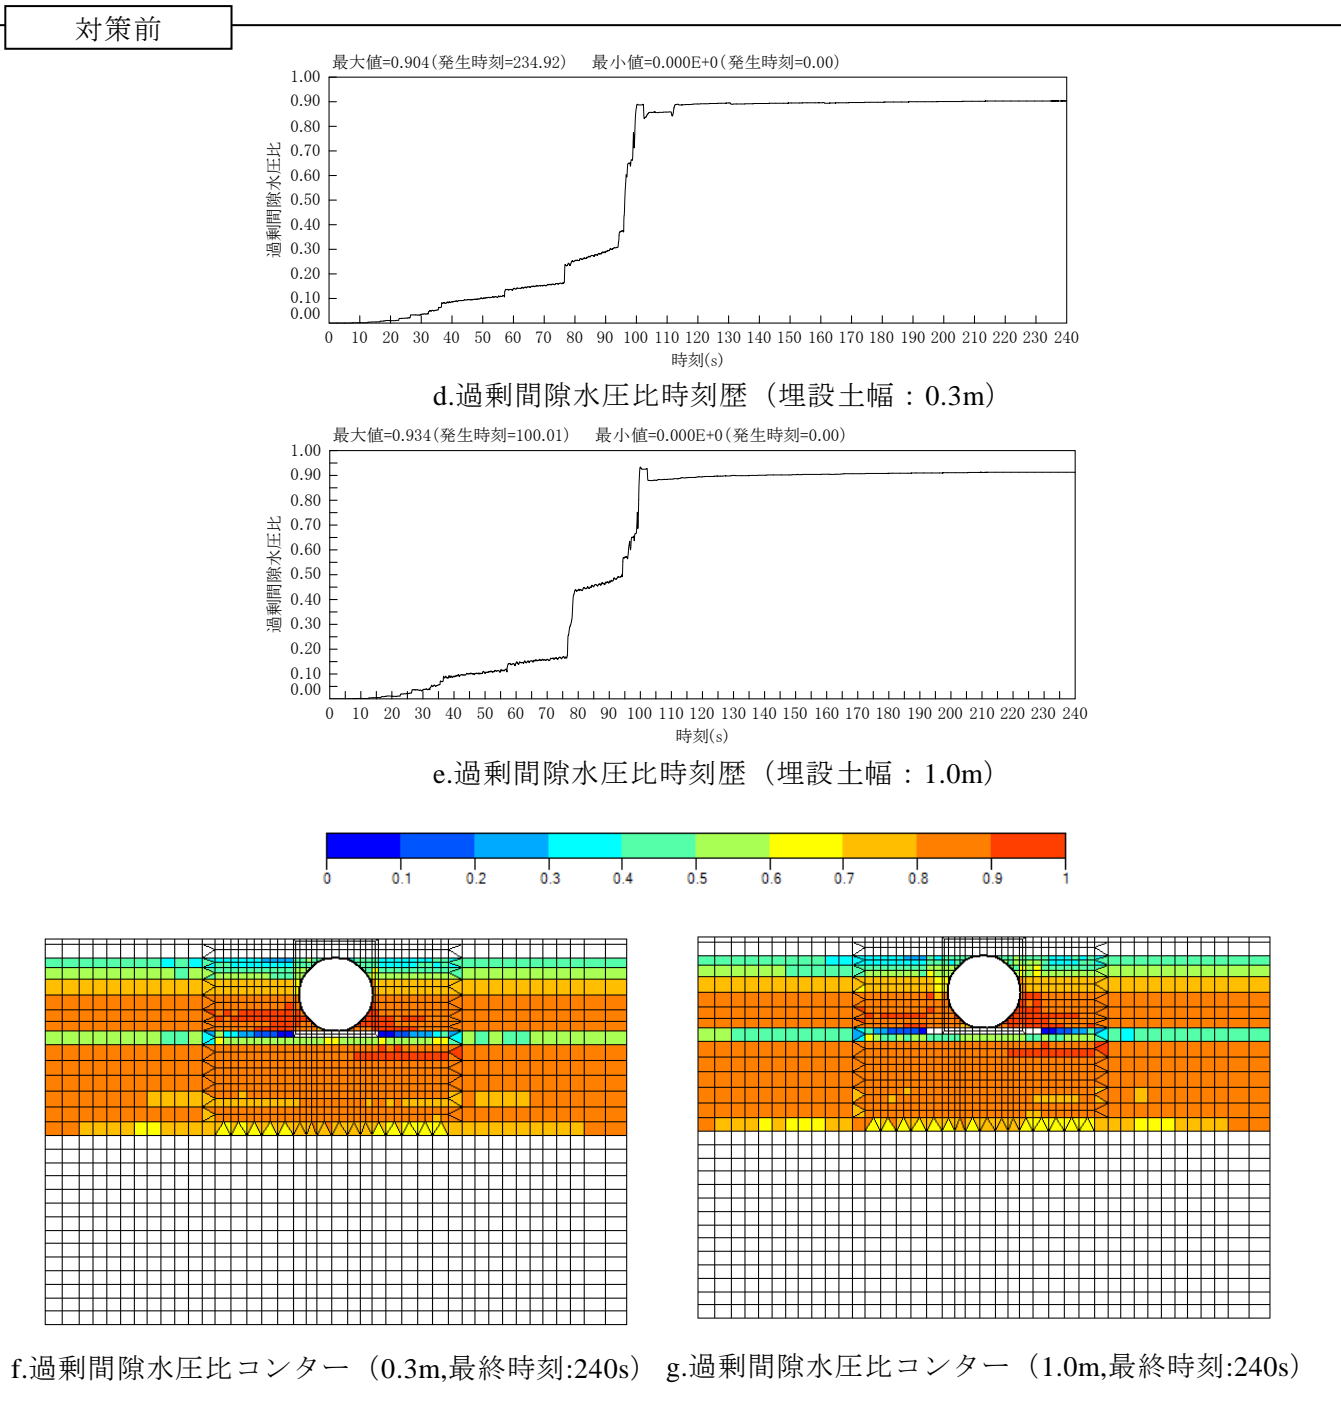 対策前
最大値=0.904(発生時刻=234.92) 最小値=0.000E+0(発生時刻=0.00)
1.00
0.90
0.80
0.70
0.60
0.50
0.40
0.30
0.20
0.10
0.00
過剰間隙水圧比
0 10 20 30 40 50 60 70 80 90 100 110 120 130 140 150 160 170 180 190 200 210 220 230 240
時刻(s)
d.過剰間隙水圧比時刻歴（埋設土幅：0.3m）
最大値=0.934(発生時刻=100.01) 最小値=0.000E+0(発生時刻=0.00)
1.00
0.90
0.80
0.70
0.60
0.50
0.40
0.30
0.20
0.10
0.00
過剰間隙水圧比
0 10 20 30 40 50 60 70 80 90 100 110 120 130 140 150 160 170 180 190 200 210 220 230 240
時刻(s)
e.過剰間隙水圧比時刻歴（埋設土幅：1.0m）
0 0.1 0.2 0.3 0.4 0.5 0.6 0.7 0.8 0.9 1
f.過剰間隙水圧比コンター（0.3m,最終時刻:240s） g.過剰間隙水圧比コンター（1.0m,最終時刻:240s）